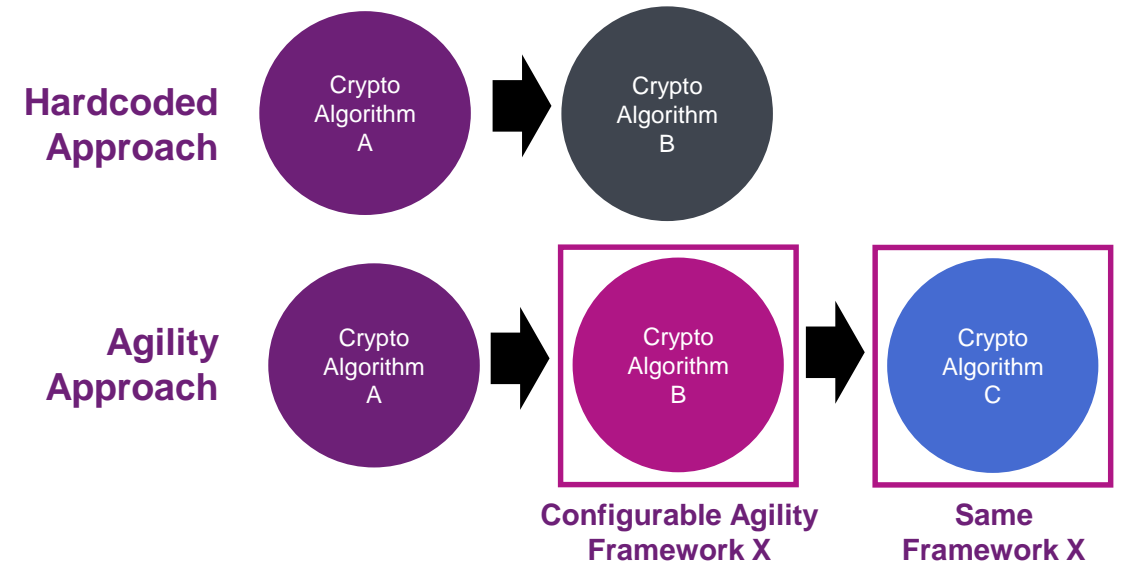 Hardcoded
Approach
Crypto
Algorithm
A
Crypto
Algorithm
B
Agility
Approach
Crypto
Algorithm
A
Crypto
Algorithm
B
Crypto
Algorithm
C
Configurable Agility
Framework X
Same
Framework X